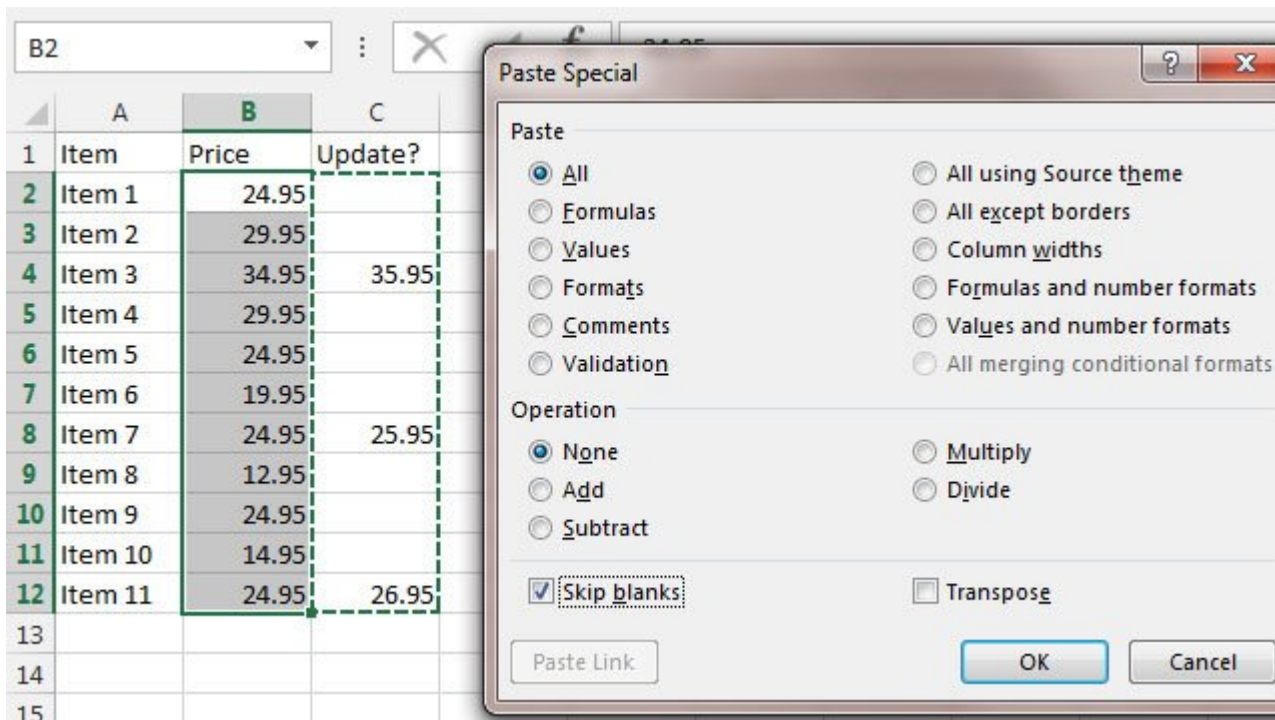 B2
24.95
Paste Special
A B C
1 Item Price Update?
2 Item 1 24.95
3 Item 2 29.95
4 Item 3 34.95 35.95
5 Item 4 29.95
6 Item 5 24.95
7 Item 6 19.95
8 Item 7 24.95 25.95
9 Item 8 12.95
10 Item 9 24.95
11 Item 10 14.95
12 Item 11 24.95 26.95
13
14
15
Paste
All All using Source theme
Formulas All except borders
Values Column widths
Formats Formulas and number formats
Comments Values and number formats
Validation All merging conditional formats
Operation
None Multiply
Add Divide
Subtract
Skip blanks Transpose
Paste Link OK Cancel